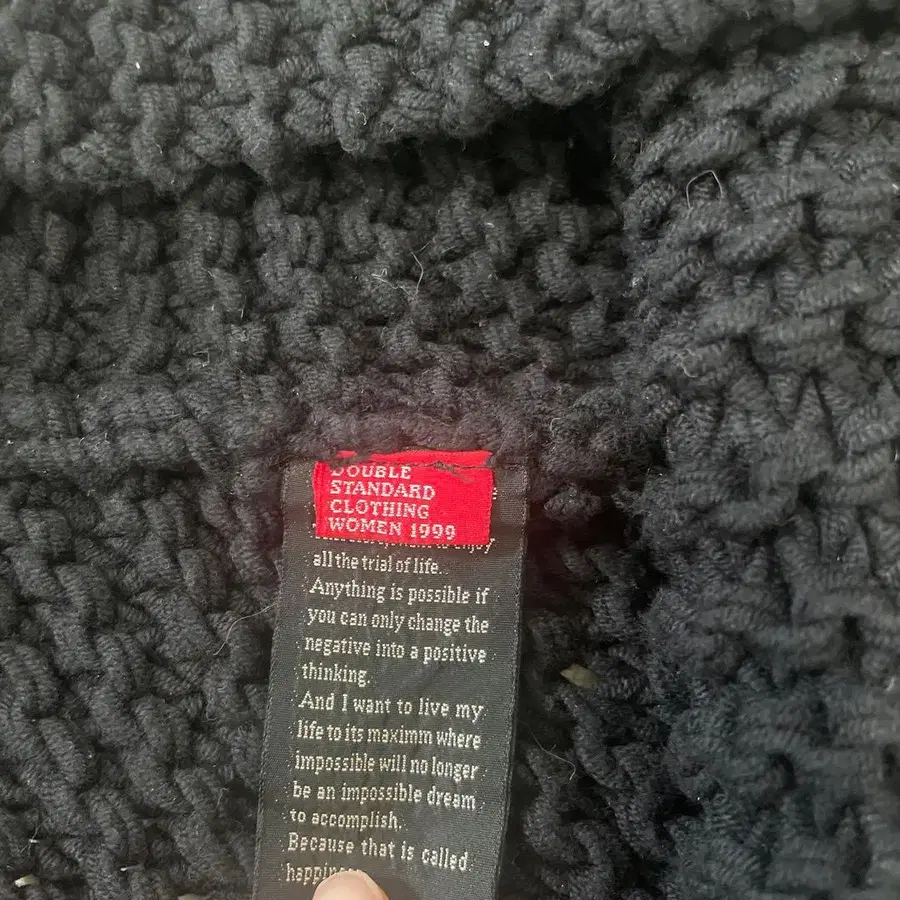 DOUBLE
STANDARD
CLOTHING
WOMEN 1999
enjoy
all the trial of life.
Anything is possible if
you can only change the
negative into a positive
thinking.
And I want to live my
life to its maximm where
impossible will no longer
be an impossible dream
to accomplish.
Because that is called